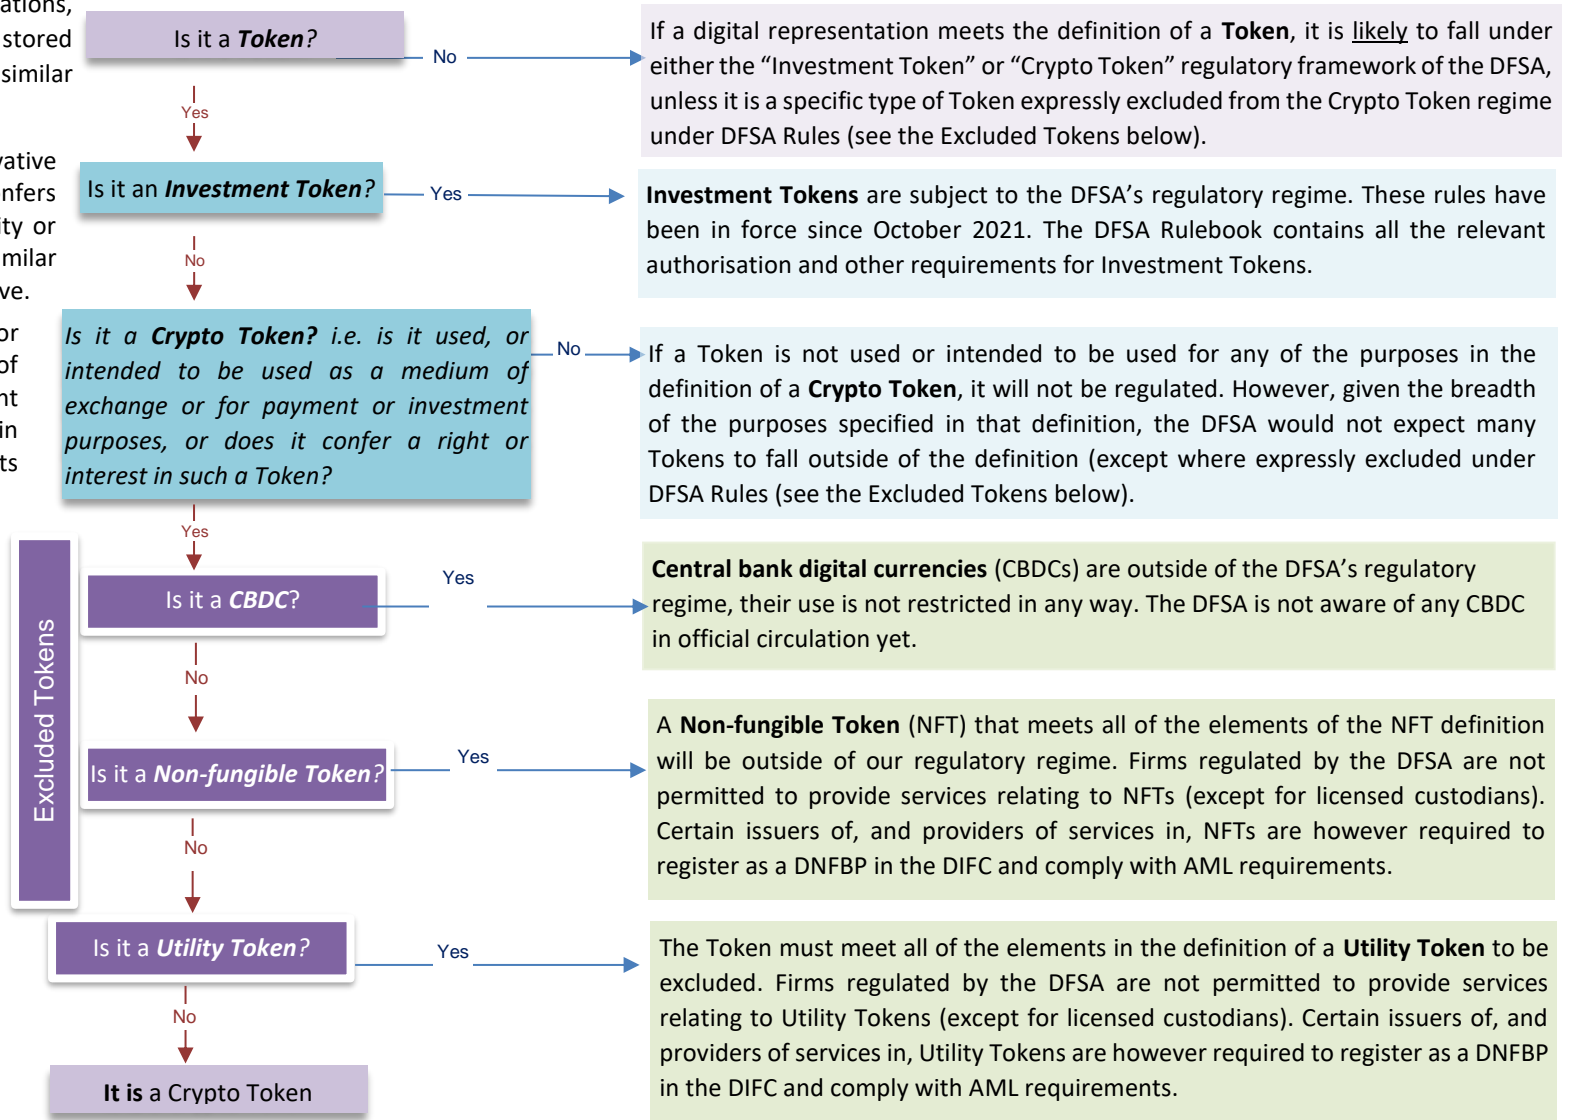 ations,
stored
similar
vative
onfers
ity or
milar
ve.
or
of
nt
in
ts
Is it a Token?
No
If a digital representation meets the definition of a Token, it is likely to fall under
either the “Investment Token” or “Crypto Token” regulatory framework of the DFSA,
unless it is a specific type of Token expressly excluded from the Crypto Token regime
under DFSA Rules (see the Excluded Tokens below).
Yes
Is it an Investment Token?
Yes
Investment Tokens are subject to the DFSA’s regulatory regime. These rules have
been in force since October 2021. The DFSA Rulebook contains all the relevant
authorisation and other requirements for Investment Tokens.
No
Is it a Crypto Token? i.e. is it used, or
intended to be used as a medium of
exchange or for payment or investment
purposes, or does it confer a right or
interest in such a Token?
No
If a Token is not used or intended to be used for any of the purposes in the
definition of a Crypto Token, it will not be regulated. However, given the breadth
of the purposes specified in that definition, the DFSA would not expect many
Tokens to fall outside of the definition (except where expressly excluded under
DFSA Rules (see the Excluded Tokens below).
Yes
Excluded Tokens
Is it a CBDC?
Yes
Central bank digital currencies (CBDCs) are outside of the DFSA’s regulatory
regime, their use is not restricted in any way. The DFSA is not aware of any CBDC
in official circulation yet.
No
Is it a Non-fungible Token?
Yes
A Non-fungible Token (NFT) that meets all of the elements of the NFT definition
will be outside of our regulatory regime. Firms regulated by the DFSA are not
permitted to provide services relating to NFTs (except for licensed custodians).
Certain issuers of, and providers of services in, NFTs are however required to
register as a DNFBP in the DIFC and comply with AML requirements.
No
Is it a Utility Token?
Yes
The Token must meet all of the elements in the definition of a Utility Token to be
excluded. Firms regulated by the DFSA are not permitted to provide services
relating to Utility Tokens (except for licensed custodians). Certain issuers of, and
providers of services in, Utility Tokens are however required to register as a DNFBP
in the DIFC and comply with AML requirements.
No
It is a Crypto Token